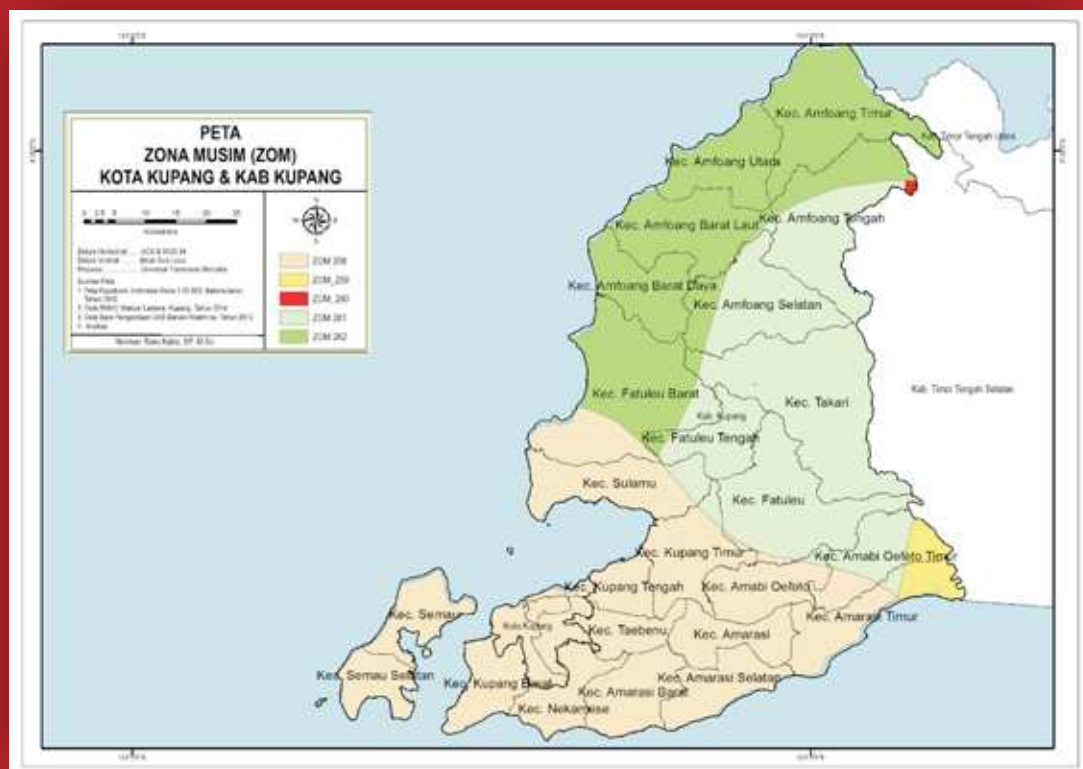 PETA
ZONA MUSIM (ZOM)
KOTA KUPANG & KAB KUPANG
ZOM 258
ZOM_259
ZOM_260
ZOM 261
ZOM 262
Kec. Amfoang Timur
Kab. Timor Tengah Utara
Kec. Amfoang Utara
Kec. Amfoang Tengah
Kec. Amfoang Barat Laut
Kec. Amfoang Barat Daya
Kec. Amfoang Selatan
Kab. Timor Tengah Selatan
Kec. Fatuleu Barat
Kec. Takari
Kab. Kupang
Kec. Fatuleu Tengah
Kec. Sulamu
Kec. Fatuleu
Kec. Kupang Timur
Kec. Amabi Oefeto Timur
Kec. Kupang Tengah
Kec. Amabi Oefeto
Kec. Semau
Kota Kupang
Kec. Taebenu
Kec. Amarasi Timur
Kec. Amarasi
Kec. Semau Selatan
Kec. Kupang Barat
Kec. Amarasi Selatan
Kec. Amarasi Barat
Kec. Nekamese